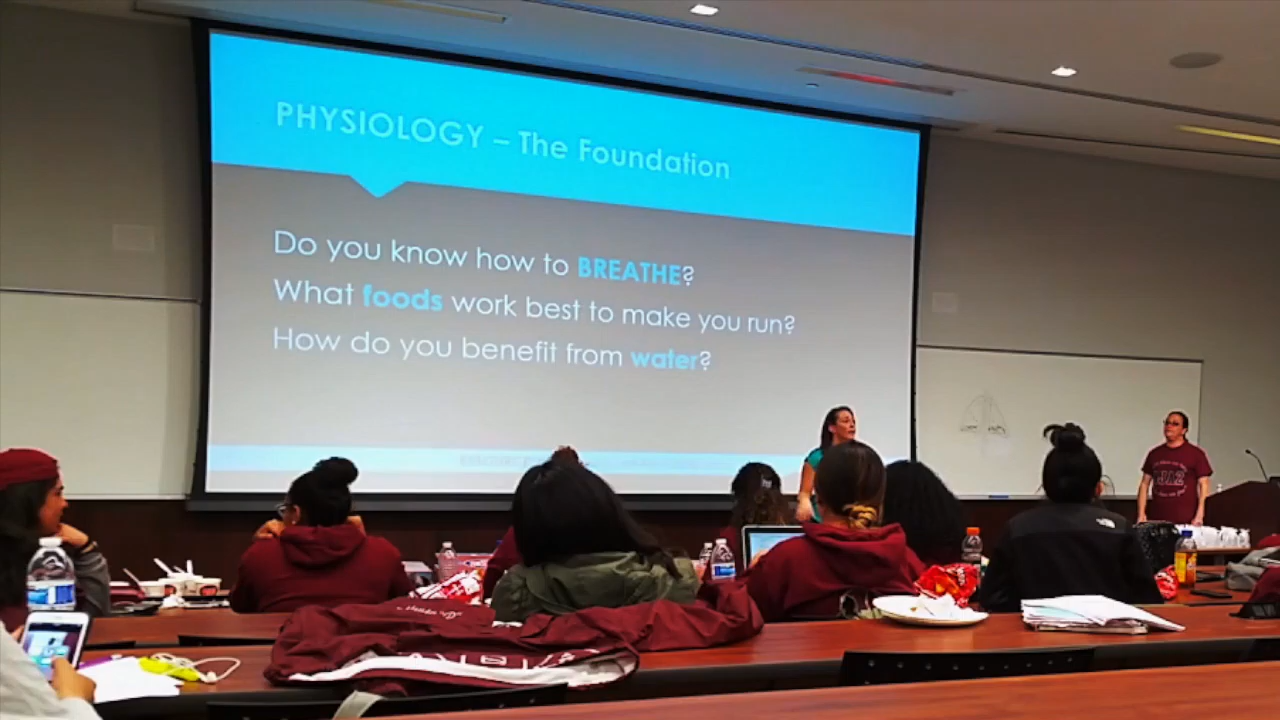 PHYSIOLOGY – The Foundation
Do you know how to BREATHE?
What foods work best to make you run?
How do you benefit from water?